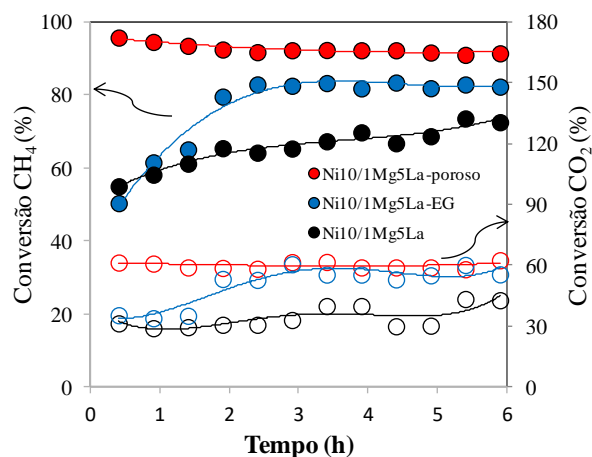 Conversão CH4 (%)
100
80
60
40
20
0
180
150
120
90
60
30
0
Conversão CO2 (%)
Ni10/1Mg5La-poroso
Ni10/1Mg5La-EG
Ni10/1Mg5La
0 1 2 3 4 5 6
Tempo (h)